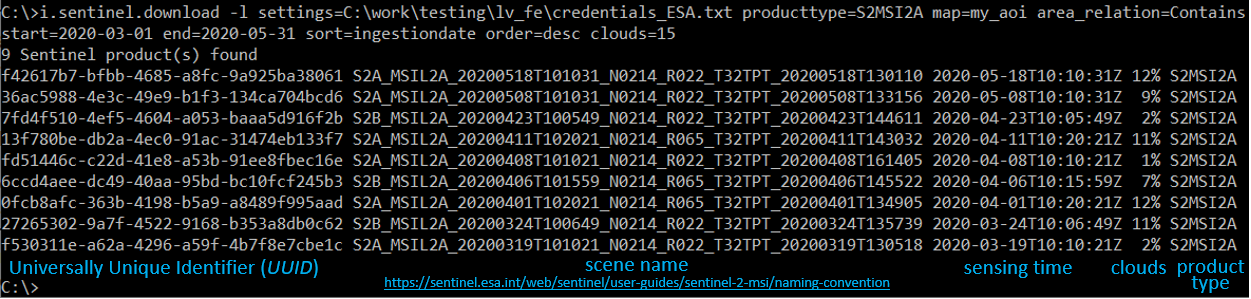 C:\>i.sentinel.download -l settings=C:\work\testing\lv_fe\credentials_ESA.txt producttype=S2MSI2A map=my_aoi area_relation=Contains
start=2020-03-01 end=2020-05-31 sort=ingestiondate order=desc clouds=15
9 Sentinel product(s) found
f42617b7-bfbb-4685-a8fc-9a925ba38061 S2A_MSIL2A_20200518T101031_N0214_R022_T32TPT_20200518T130110 2020-05-18T10:10:31Z 12% S2MSI2A
36ac5988-4e3c-49e9-b1f3-134ca704bcd6 S2A_MSIL2A_20200508T101031_N0214_R022_T32TPT_20200508T133156 2020-05-08T10:10:31Z 9% S2MSI2A
7fd4f510-4ef5-4604-a053-baaa5d916f2b S2B_MSIL2A_20200423T100549_N0214_R022_T32TPT_20200423T144611 2020-04-23T10:05:49Z 2% S2MSI2A
13f780be-db2a-4ec0-91ac-31474eb133f7 S2A_MSIL2A_20200411T102021_N0214_R065_T32TPT_20200411T143032 2020-04-11T10:20:21Z 11% S2MSI2A
fd51446c-c22d-41e8-a53b-91ee8fbec16e S2A_MSIL2A_20200408T101021_N0214_R022_T32TPT_20200408T161405 2020-04-08T10:10:21Z 1% S2MSI2A
6ccd4aee-dc49-40aa-95bd-bc10fcf245b3 S2B_MSIL2A_20200406T101559_N0214_R065_T32TPT_20200406T145522 2020-04-06T10:15:59Z 7% S2MSI2A
0fcb8afc-363b-4198-b5a9-a8489f995aad S2A_MSIL2A_20200401T102021_N0214_R065_T32TPT_20200401T134905 2020-04-01T10:20:21Z 12% S2MSI2A
27265302-9a7f-4522-9168-b353a8db0c62 S2B_MSIL2A_20200324T100649_N0214_R022_T32TPT_20200324T135739 2020-03-24T10:06:49Z 11% S2MSI2A
f530311e-a62a-4296-a59f-4b7f8e7cbe1c S2A_MSIL2A_20200319T101021_N0214_R022_T32TPT_20200319T130518 2020-03-19T10:10:21Z 2% S2MSI2A
Universally Unique Identifier (UUID) scene name sensing time clouds product
type
https://sentinel.esa.int/web/sentinel/user-guides/sentinel-2-msi/naming-convention
C:\>